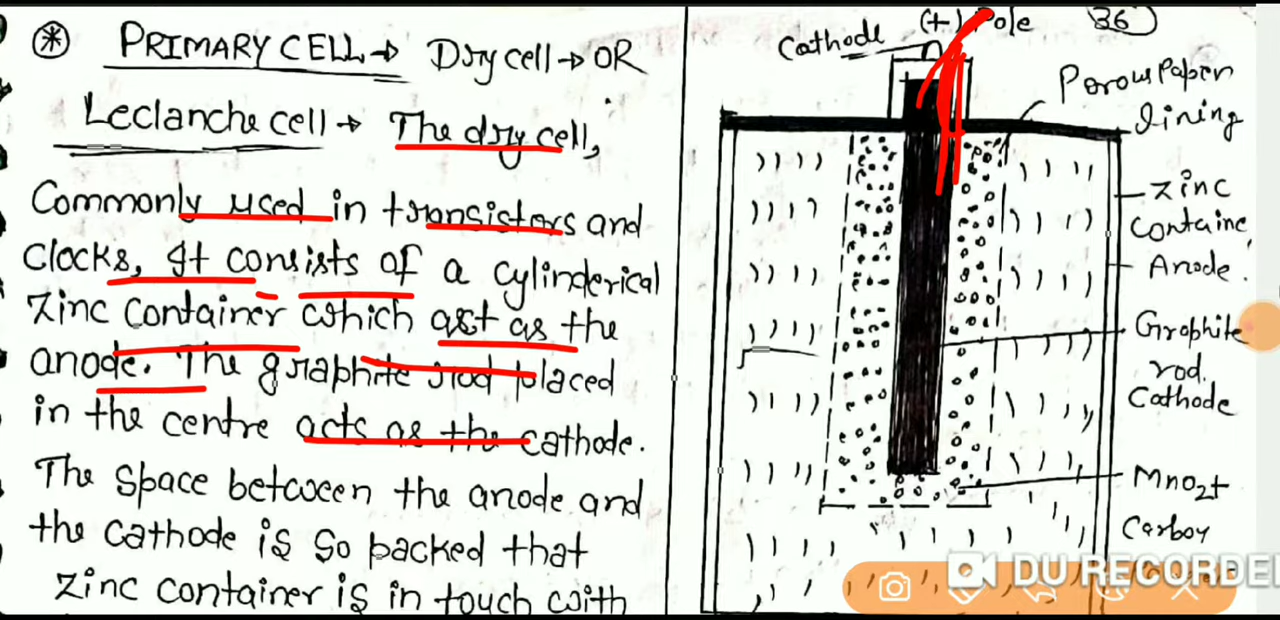 PRIMARY CELL → Dry cell → OR
Leclanche cell → The dry cell,
Commonly used in transistors and
Clocks, It consists of a cylinderical
Zinc container which act as the
anode. The graphite rod placed
in the centre acts as the cathode.
The space between the anode and
the cathode is so packed that
Zinc container is in touch with
Cathode (+) Pole 36
Porous Paper
lining
Zinc
Containe
Anode
Graphite
rod.
Cathode
MnO2+
Carbon
DU RECORDER